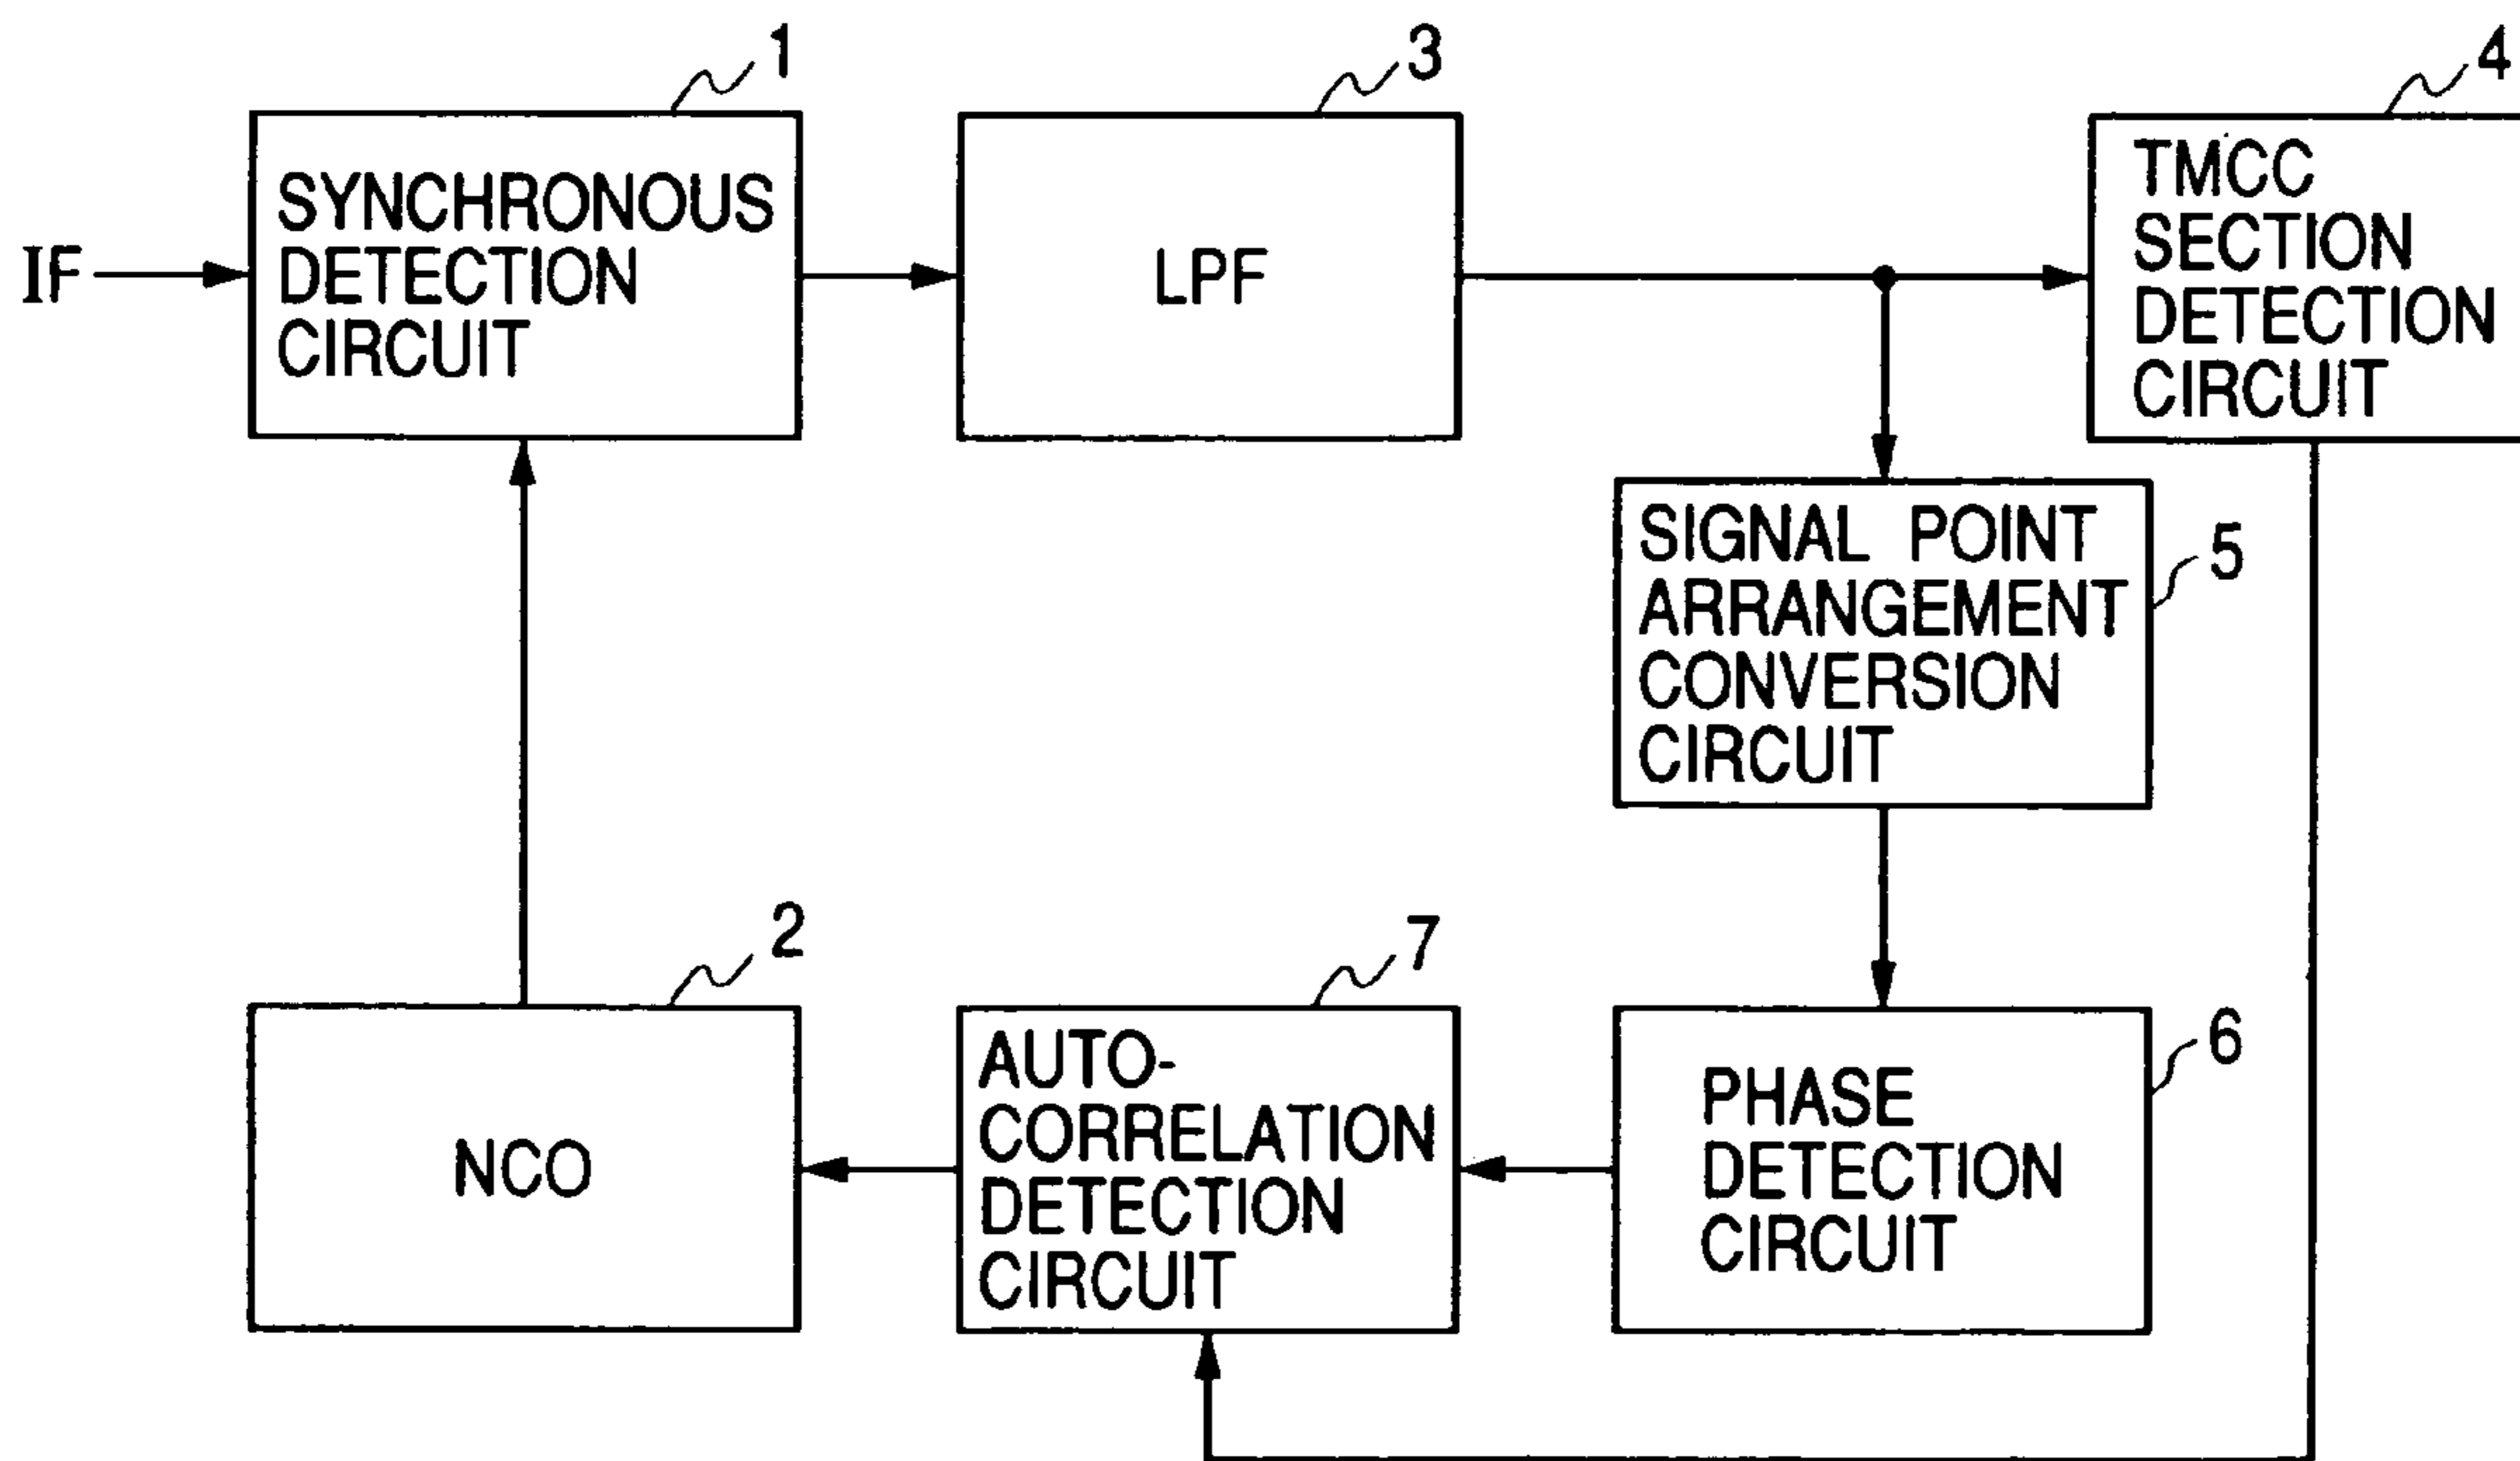 1
3
4
SYNCHRONOUS
DETECTION
CIRCUIT
IF
LPF
TMCC
SECTION
DETECTION
CIRCUIT
SIGNAL POINT
ARRANGEMENT
CONVERSION
CIRCUIT
5
2
7
6
NCO
AUTO-
CORRELATION
DETECTION
CIRCUIT
PHASE
DETECTION
CIRCUIT